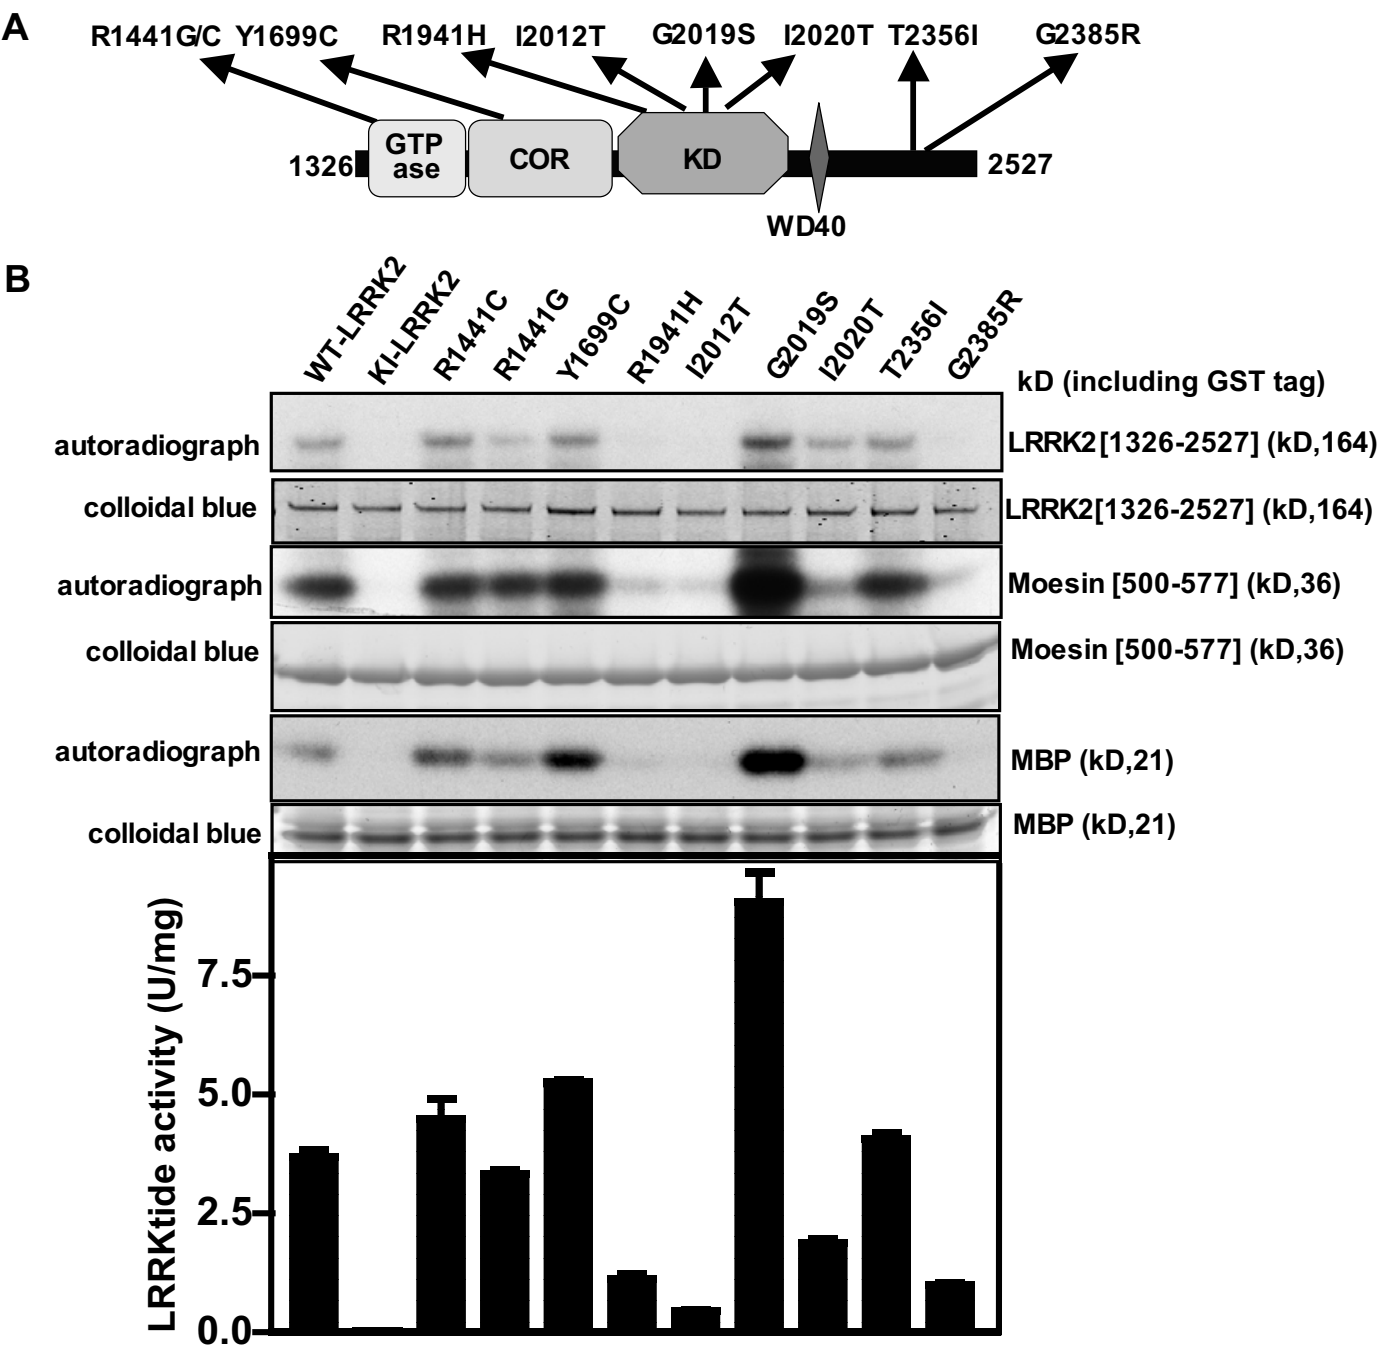 A
R1441G/C Y1699C R1941H I2012T G2019S I2020T T2356I G2385R
1326 GTP ase COR KD 2527
WD40
B
WT-LRRK2 KI-LRRK2 R1441C R1441G Y1699C R1941H I2012T G2019S I2020T T2356I G2385R
kD (including GST tag)
autoradiograph LRRK2[1326-2527] (kD,164)
colloidal blue LRRK2[1326-2527] (kD,164)
autoradiograph Moesin [500-577] (kD,36)
colloidal blue Moesin [500-577] (kD,36)
autoradiograph MBP (kD,21)
colloidal blue MBP (kD,21)
LRRKtide activity (U/mg)
7.5
5.0
2.5
0.0